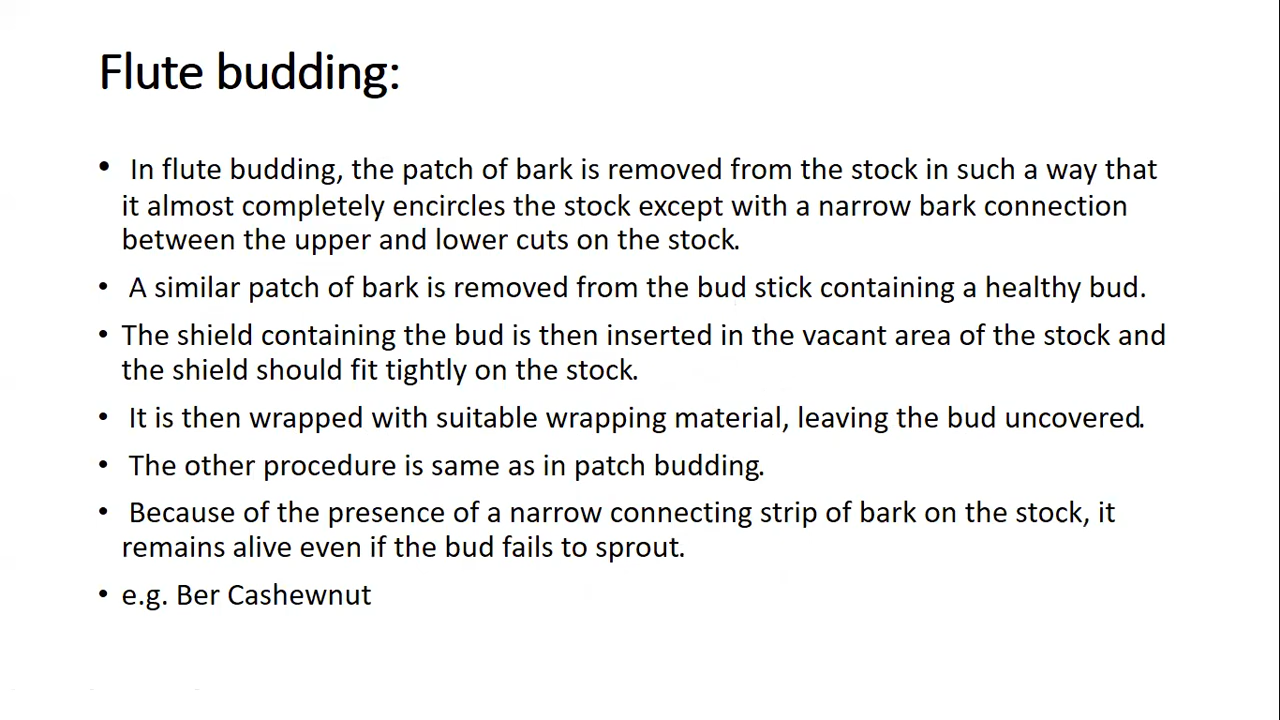 Flute budding:
• In flute budding, the patch of bark is removed from the stock in such a way that
it almost completely encircles the stock except with a narrow bark connection
between the upper and lower cuts on the stock.
• A similar patch of bark is removed from the bud stick containing a healthy bud.
• The shield containing the bud is then inserted in the vacant area of the stock and
the shield should fit tightly on the stock.
• It is then wrapped with suitable wrapping material, leaving the bud uncovered.
• The other procedure is same as in patch budding.
• Because of the presence of a narrow connecting strip of bark on the stock, it
remains alive even if the bud fails to sprout.
• e.g. Ber Cashewnut